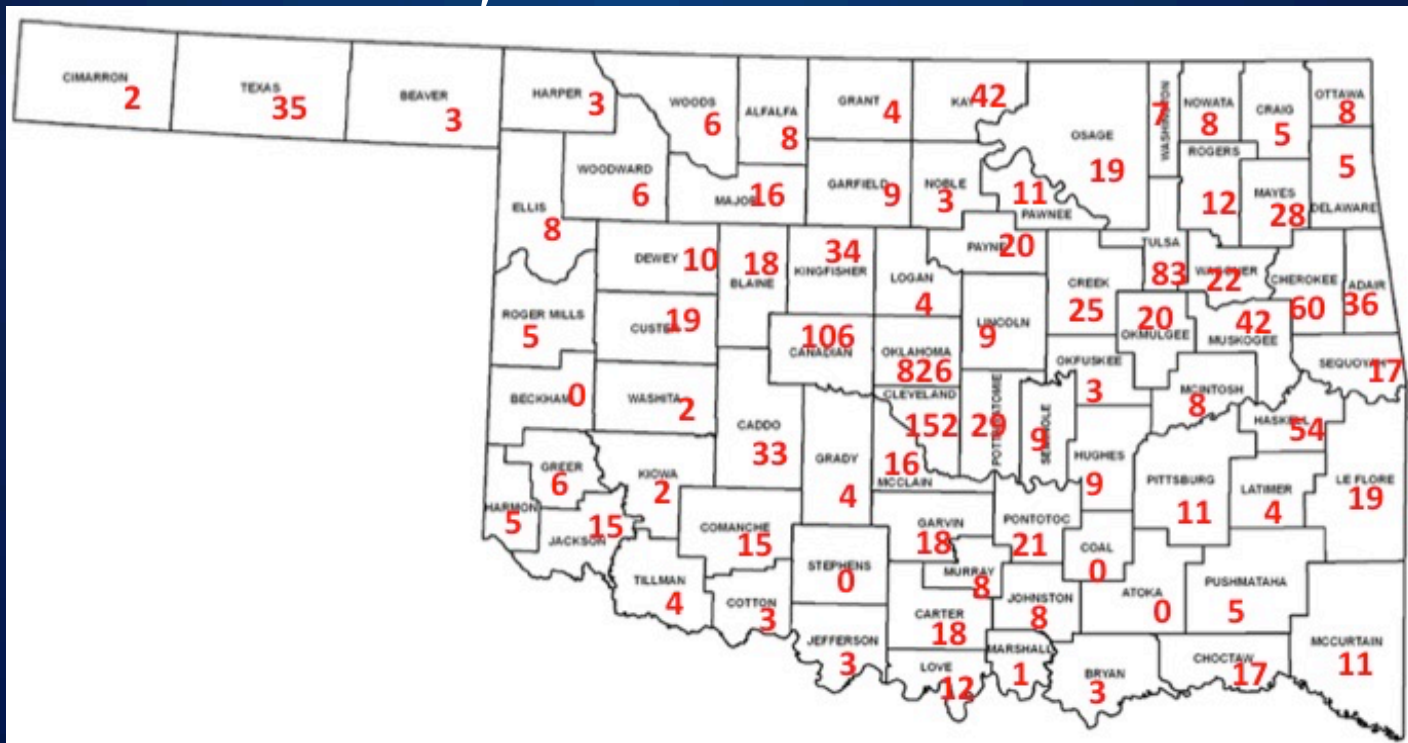 CIMARRON
2
TEXAS
35
BEAVER
3
HARPER
3
WOODS
6
ALFALFA
8
GRANT
4
KAY
42
OSAGE
19
WASHINGTON
7
NOWATA
8
CRAIG
5
OTTAWA
8
WOODWARD
6
MAJOR
16
GARFIELD
9
NOBLE
3
11
PAWNEE
ROGERS
12
MAYES
28
5
DELAWARE
ELLIS
8
DEWEY
10
18
BLAINE
34
KINGFISHER
LOGAN
4
PAYNE
20
CREEK
25
TULSA
83
WAGONER
22
CHEROKEE
60
ADAIR
36
ROGER MILLS
5
CUSTER
19
106
CANADIAN
OKLAHOMA
826
LINCOLN
9
20
OKMULGEE
42
MUSKOGEE
SEQUOYAH
17
BECKHAM
0
WASHITA
2
CADDO
33
GRADY
4
CLEVELAND
152
16
MCCLAIN
POTTAWATOMIE
29
SEMINOLE
9
OKFUSKEE
3
MCINTOSH
8
HASKELL
54
HUGHES
9
PITTSBURG
11
LATIMER
4
LE FLORE
19
GREER
6
KIOWA
2
HARMON
5
15
JACKSON
COMANCHE
15
GARVIN
18
PONTOTOC
21
COAL
0
STEPHENS
0
MURRAY
8
TILLMAN
4
COTTON
3
CARTER
18
JOHNSTON
8
ATOKA
0
PUSHMATAHA
5
JEFFERSON
3
LOVE
12
MARSHALL
1
BRYAN
3
CHOCTAW
17
MCCURTAIN
11